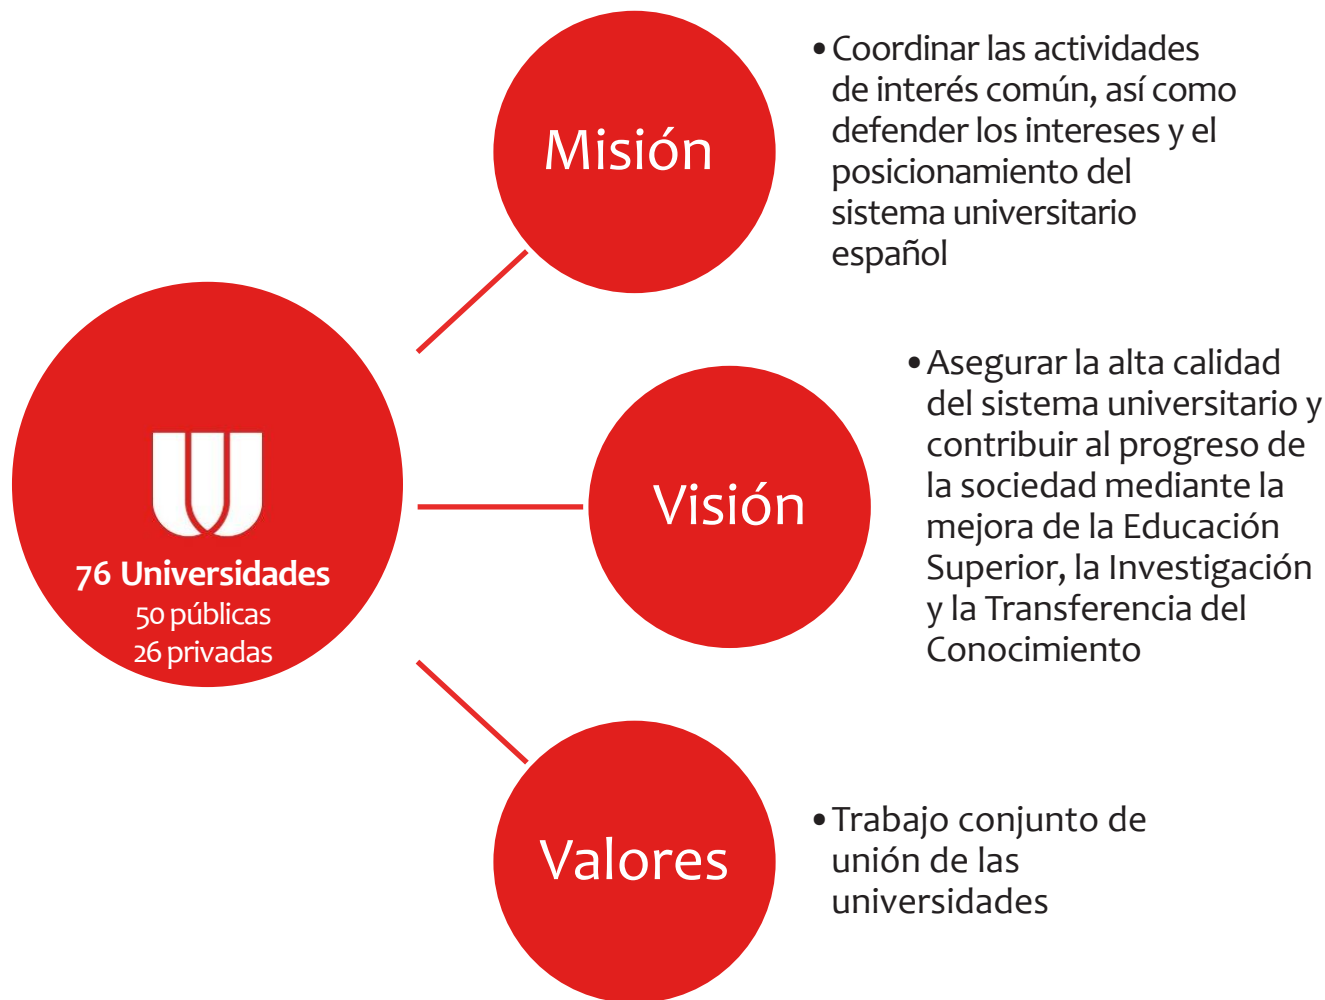 76 Universidades
50 públicas
26 privadas
Misión
•Coordinar las actividades
de interés común, así como
defender los intereses y el
posicionamiento del
sistema universitario
español
Visión
•Asegurar la alta calidad
del sistema universitario y
contribuir al progreso de
la sociedad mediante la
mejora de la Educación
Superior, la Investigación
y la Transferencia del
Conocimiento
Valores
•Trabajo conjunto de
unión de las
universidades